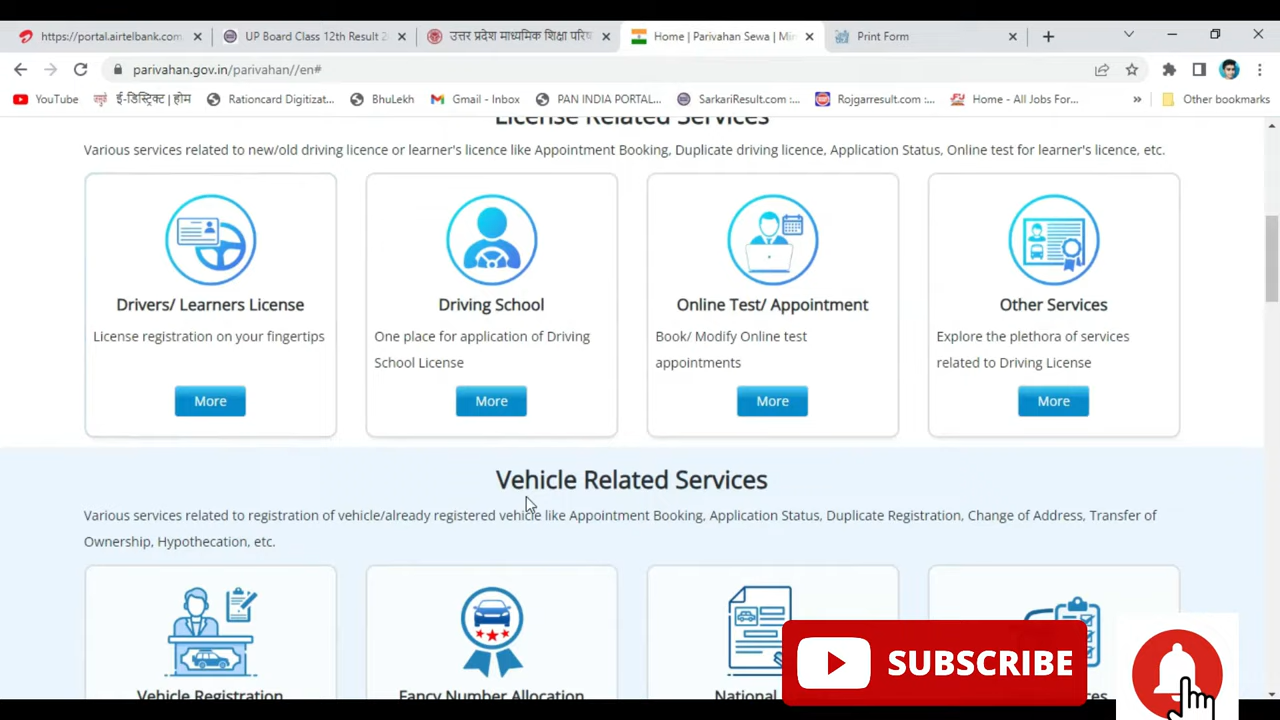 https://portal.airtelbank.com
UP Board Class 12th Result 2
उत्तर प्रदेश माध्यमिक शिक्षा परिष
Home | Parivahan Sewa | Min
Print Form
parivahan.gov.in/parivahan//en#
YouTube
ई-डिस्ट्रिक्ट | होम
Rationcard Digitizat...
BhuLekh
Gmail - Inbox
PAN INDIA PORTAL...
SarkariResult.com :...
Rojgarresult.com :...
Home - All Jobs For...
Other bookmarks
License Related Services
Various services related to new/old driving licence or learner's licence like Appointment Booking, Duplicate driving licence, Application Status, Online test for learner's licence, etc.
Drivers/ Learners License
License registration on your fingertips
More
Driving School
One place for application of Driving
School License
More
Online Test/ Appointment
Book/ Modify Online test
appointments
More
Other Services
Explore the plethora of services
related to Driving License
More
Vehicle Related Services
Various services related to registration of vehicle/already registered vehicle like Appointment Booking, Application Status, Duplicate Registration, Change of Address, Transfer of
Ownership, Hypothecation, etc.
Vehicle Registration
Fancy Number Allocation
National
SUBSCRIBE